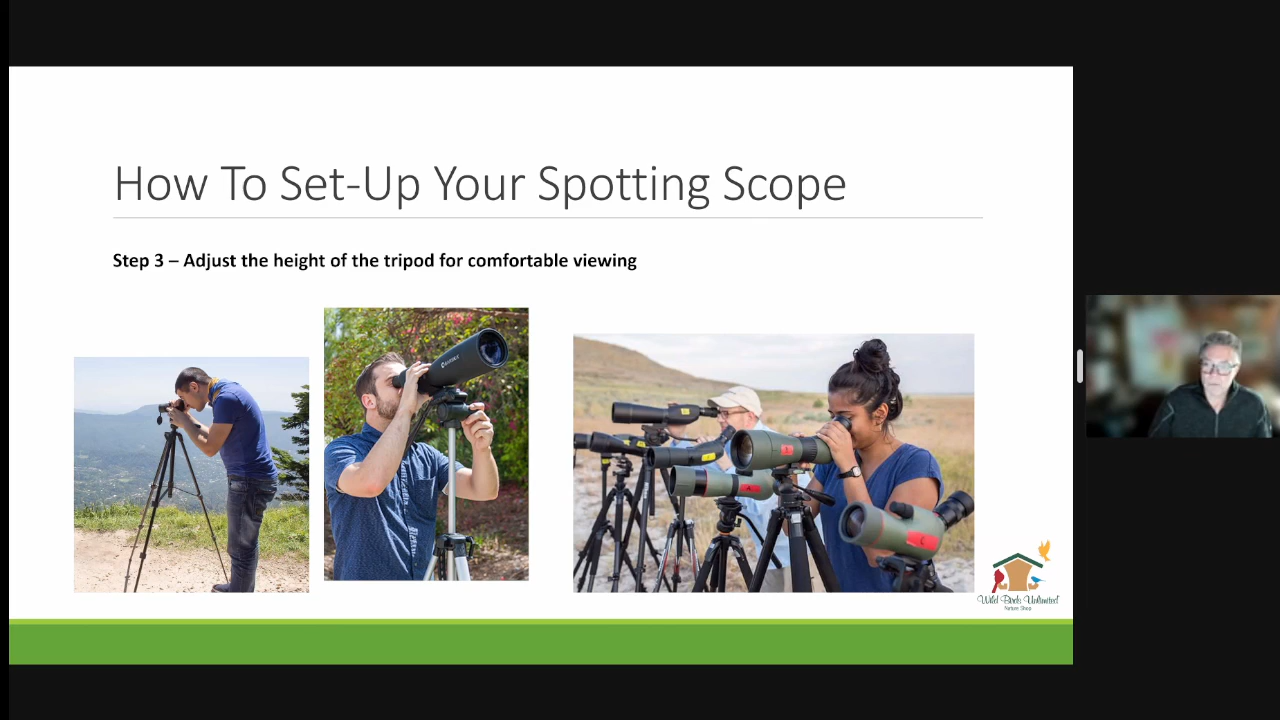 How To Set-Up Your Spotting Scope
Step 3 – Adjust the height of the tripod for comfortable viewing
Wild Birds Unlimited
Nature Shop